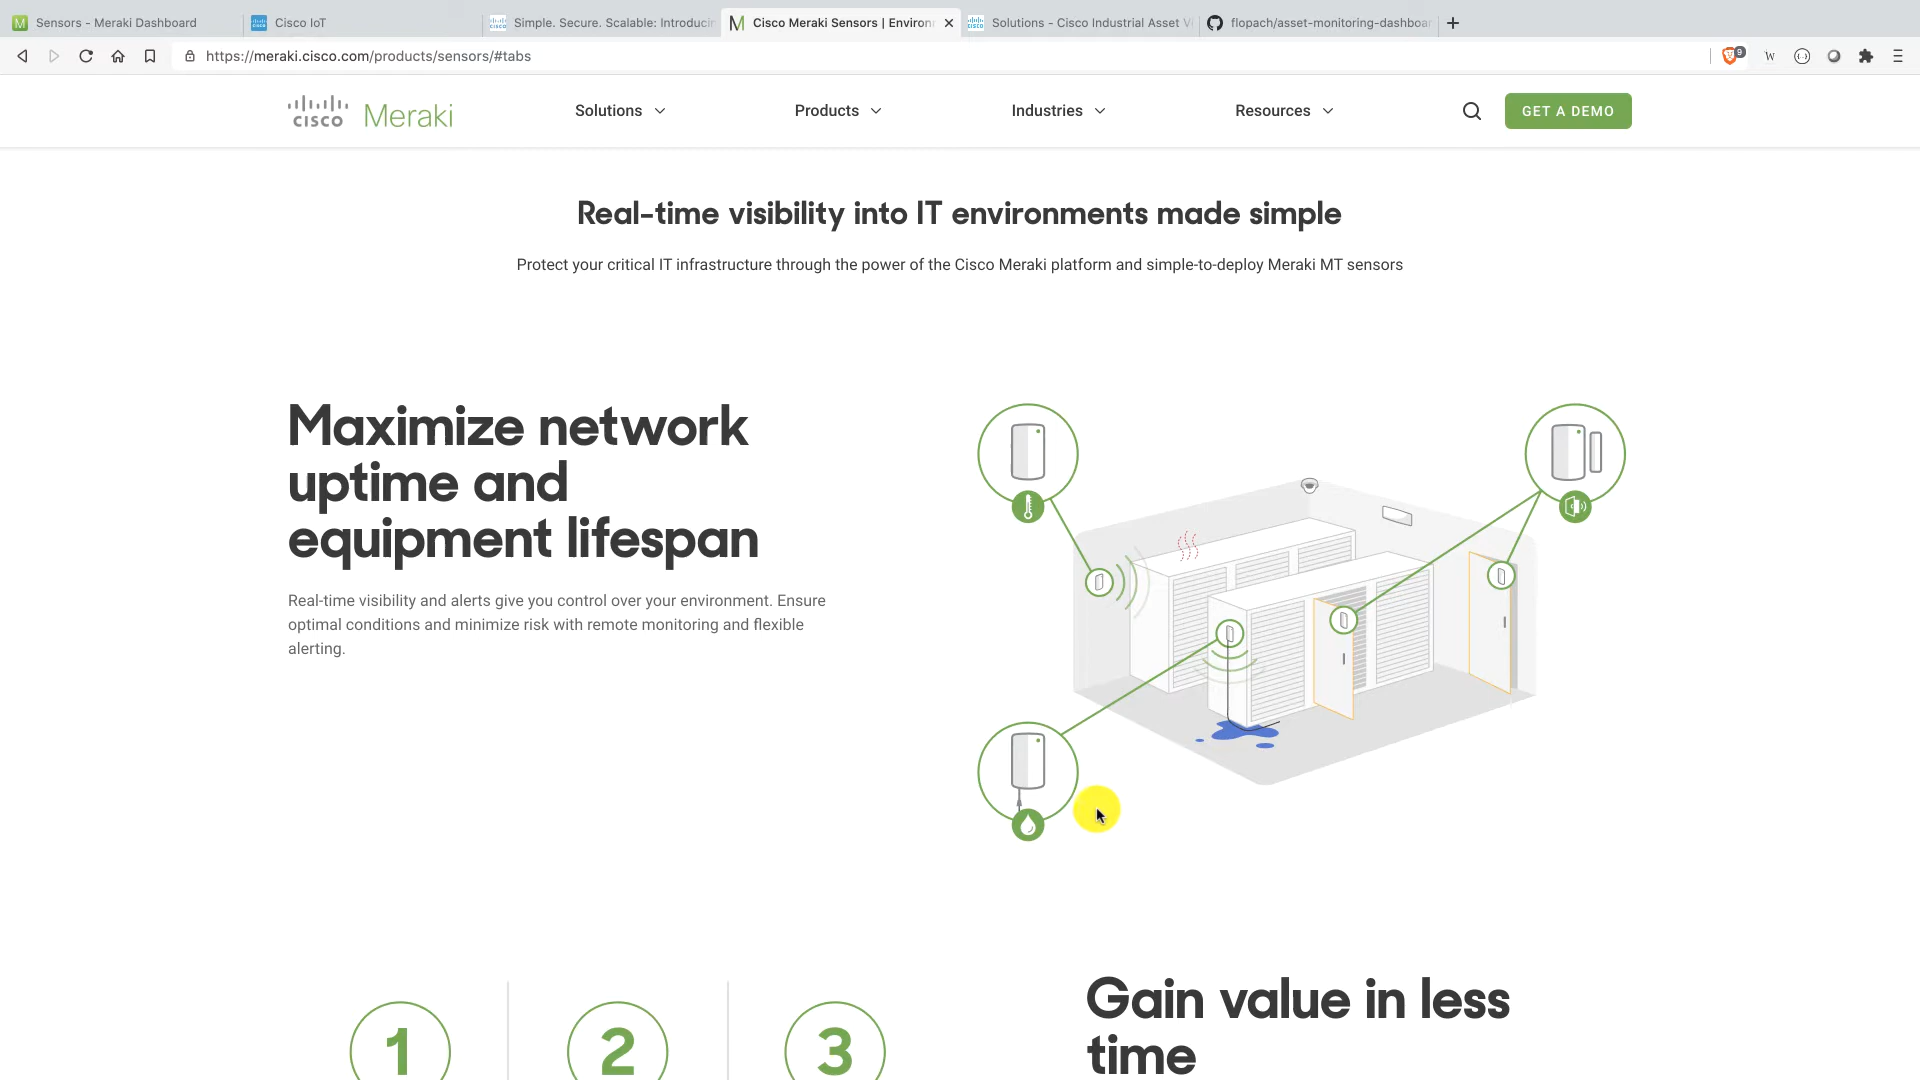 Sensors - Meraki Dashboard
Cisco IoT
Simple. Secure. Scalable: Introducin
Cisco Meraki Sensors | Environ
Solutions - Cisco Industrial Asset Vi
flopach/asset-monitoring-dashboar
https://meraki.cisco.com/products/sensors/#tabs
9
W
CISCO Meraki
Solutions
Products
Industries
Resources
GET A DEMO
Real-time visibility into IT environments made simple
Protect your critical IT infrastructure through the power of the Cisco Meraki platform and simple-to-deploy Meraki MT sensors
Maximize network
uptime and
equipment lifespan
Real-time visibility and alerts give you control over your environment. Ensure
optimal conditions and minimize risk with remote monitoring and flexible
alerting.
1
2
3
Gain value in less
time